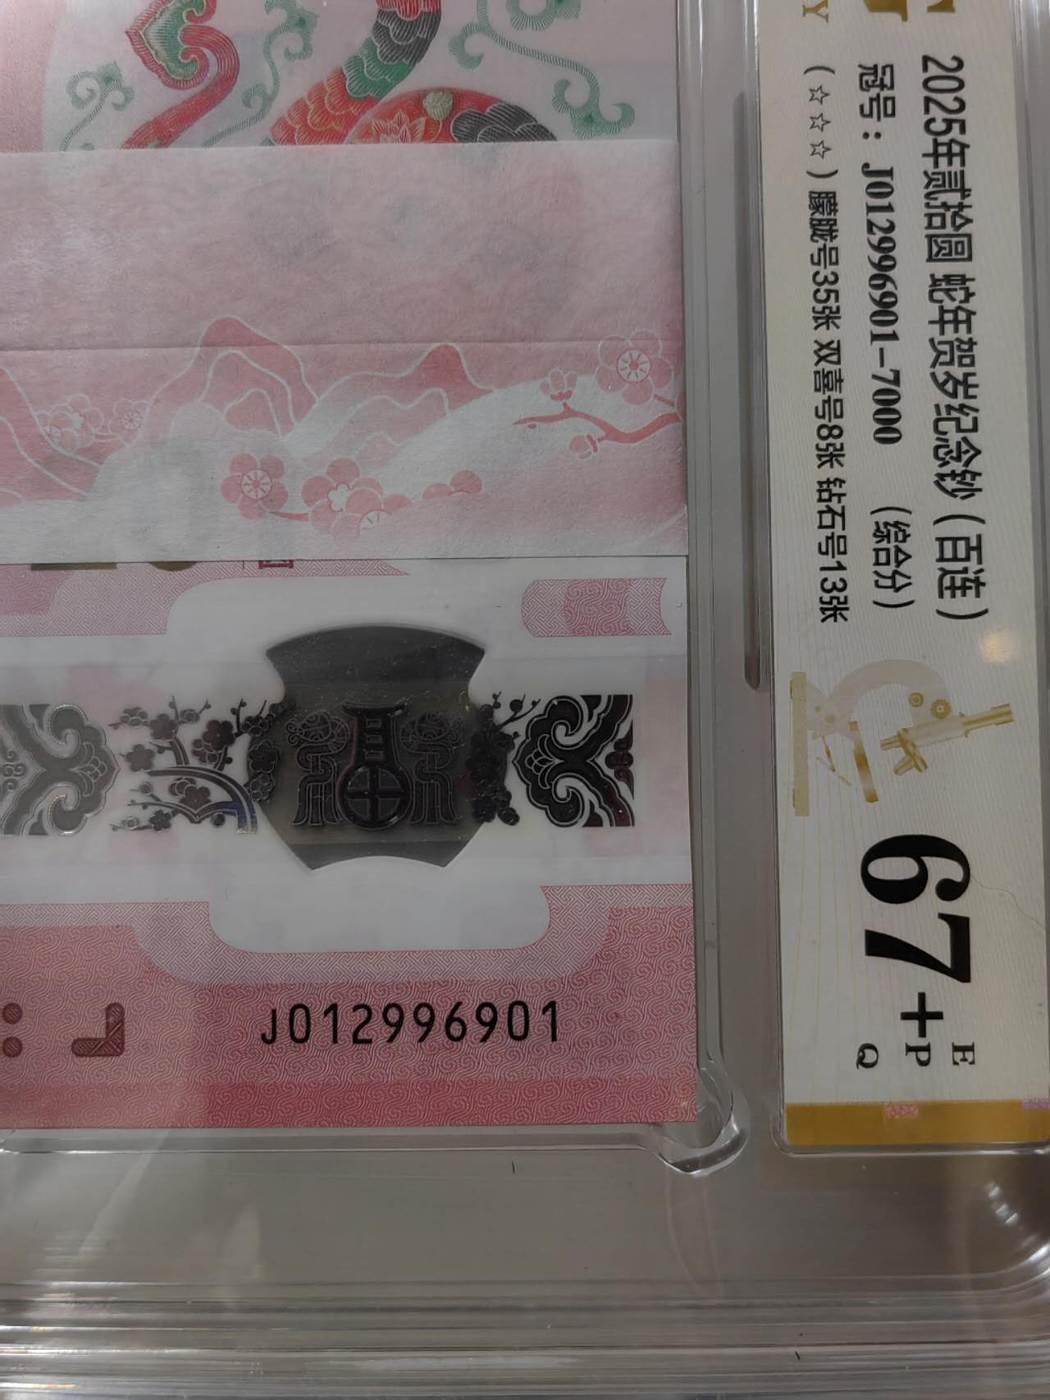 2025年贰拾圆 蛇年贺岁纪念钞（百连）
冠号：J012996901-7000 （综合分）
（☆☆☆）朦胧号35张 双喜号8张 钻石号13张
67+
E
P
Q
Y
J012996901